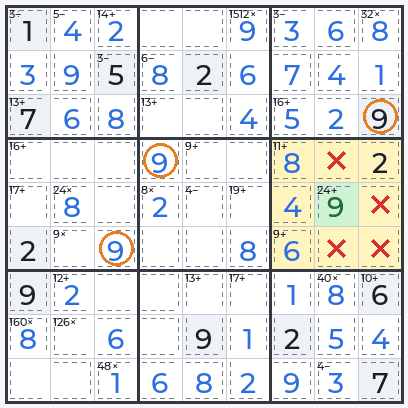 3÷ 5− 14+ 1512× 3− 32×
1 4 2 9 3 6 8
3− 6−
3 9 5 8 2 6 7 4 1
13+ 13+ 16+
7 6 8 4 5 2 9
16+ 9+ 11+
9 8 2
17+ 24× 8× 4− 19+ 24+
8 2 4 9
9× 9+
2 9 8 6
12+ 13+ 17+ 40× 10+
9 2 1 8 6
160× 126×
8 6 9 1 2 5 4
48× 4−
1 6 8 2 9 3 7